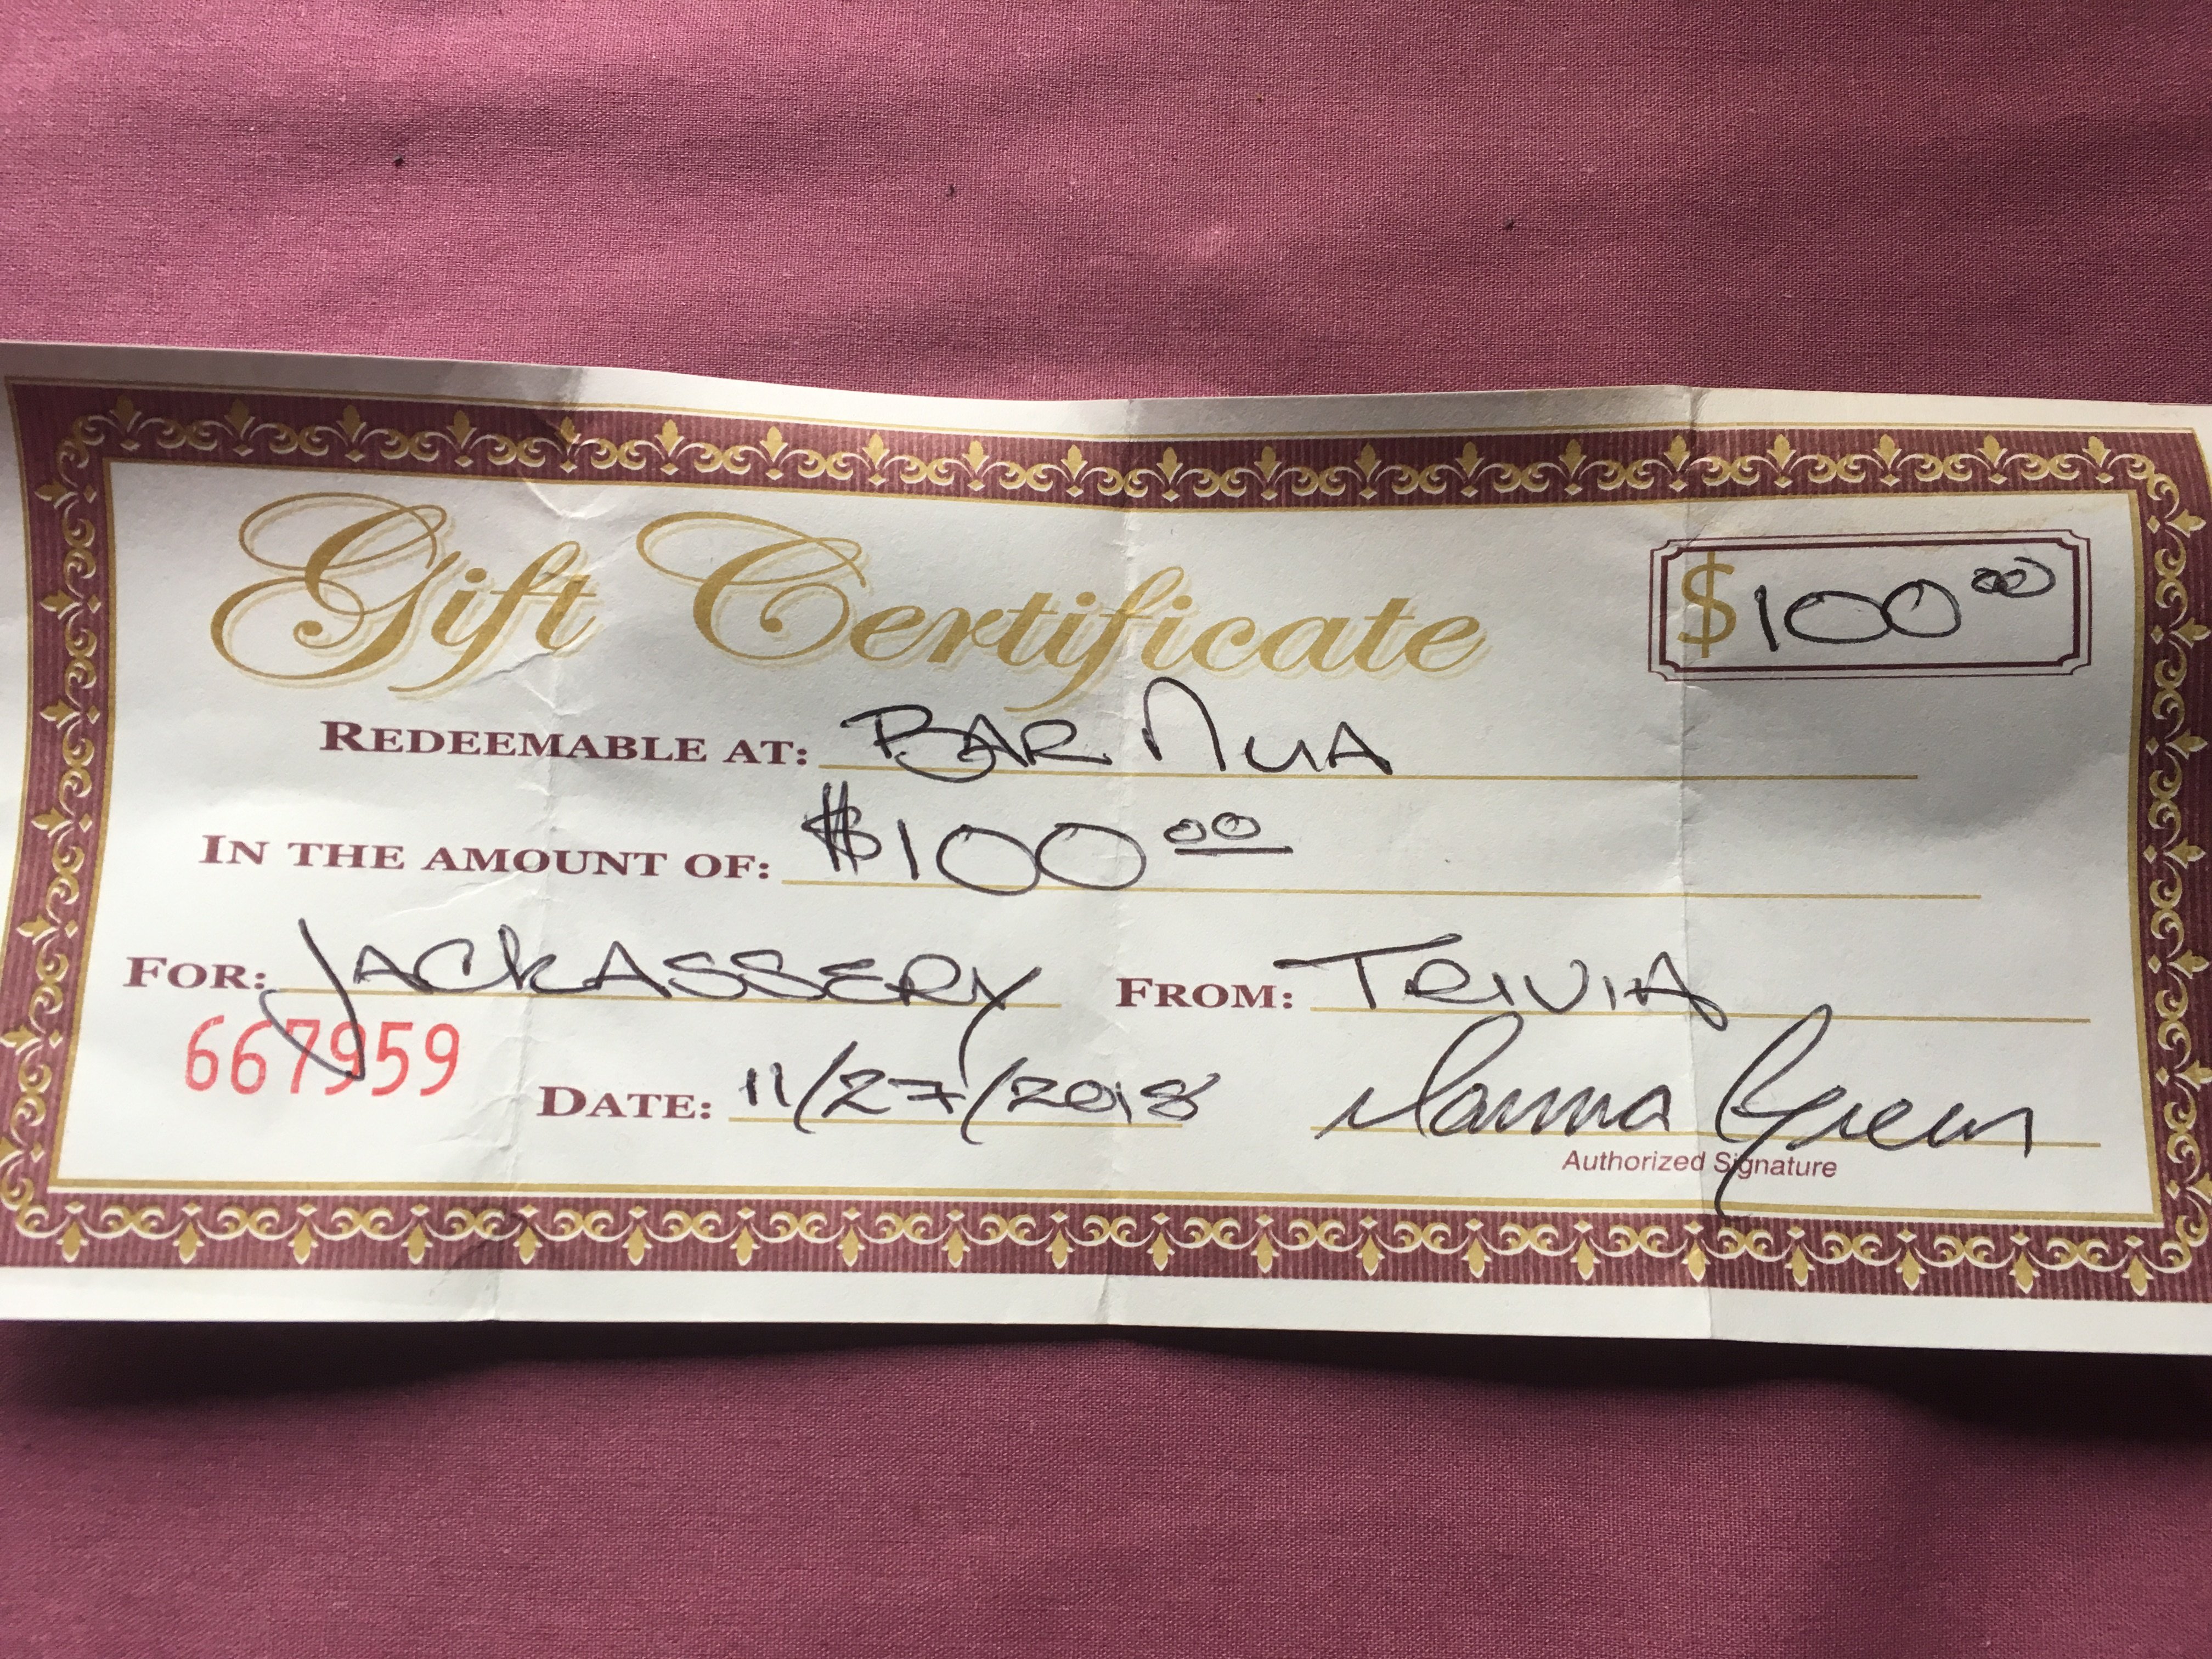 Gift Certificate
$100.00
REDEEMABLE AT: BAR NUA
IN THE AMOUNT OF: $100.00
FOR: JACKASSERY FROM: TRIVIA
667959
DATE: 11/27/2018
Authorized Signature